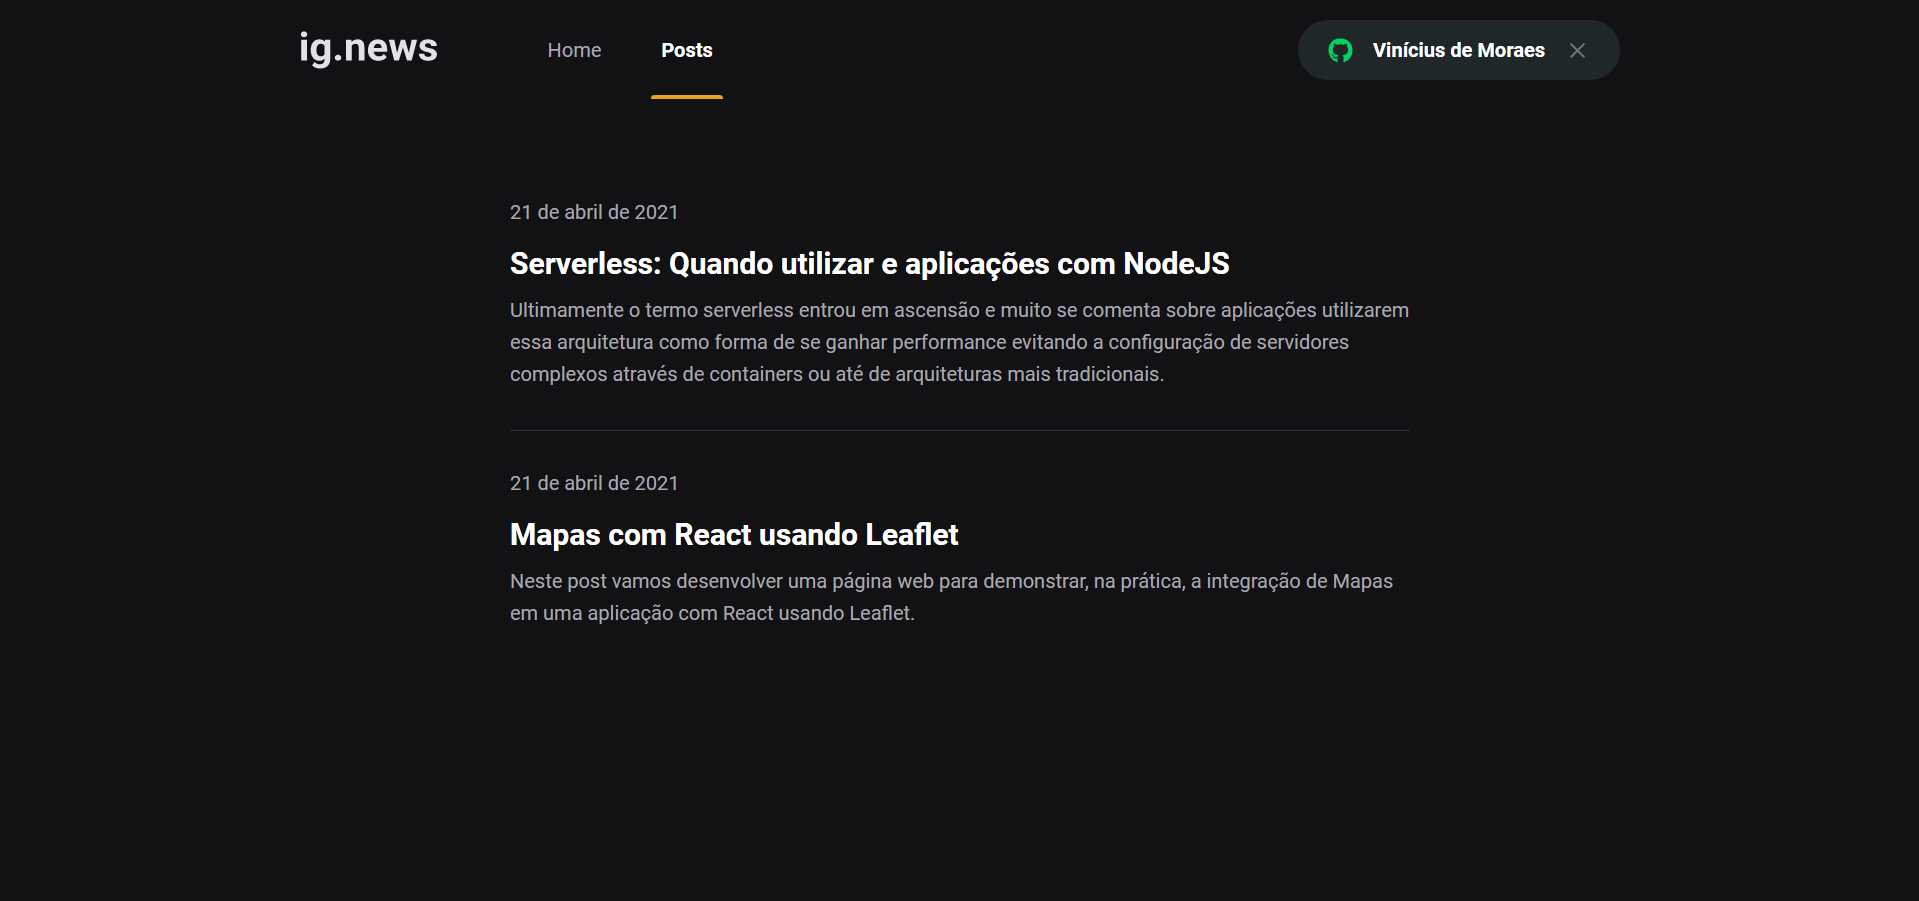 ig.news
Home
Posts
Vinícius de Moraes
21 de abril de 2021
Serverless: Quando utilizar e aplicações com NodeJS
Ultimamente o termo serverless entrou em ascensão e muito se comenta sobre aplicações utilizarem
essa arquitetura como forma de se ganhar performance evitando a configuração de servidores
complexos através de containers ou até de arquiteturas mais tradicionais.
21 de abril de 2021
Mapas com React usando Leaflet
Neste post vamos desenvolver uma página web para demonstrar, na prática, a integração de Mapas
em uma aplicação com React usando Leaflet.